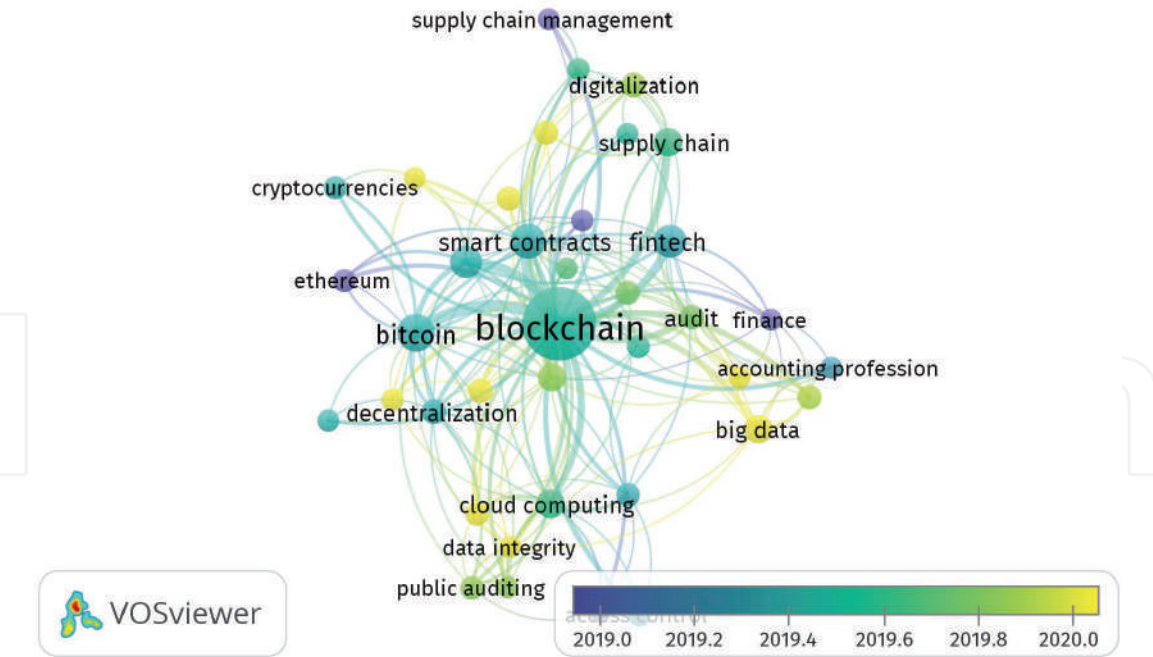 supply chain management
digitalization
supply chain
cryptocurrencies
smart contracts
fintech
ethereum
bitcoin
blockchain
audit
finance
accounting profession
decentralization
big data
cloud computing
data integrity
public auditing
access control
VOSviewer
2019.0 2019.2 2019.4 2019.6 2019.8 2020.0